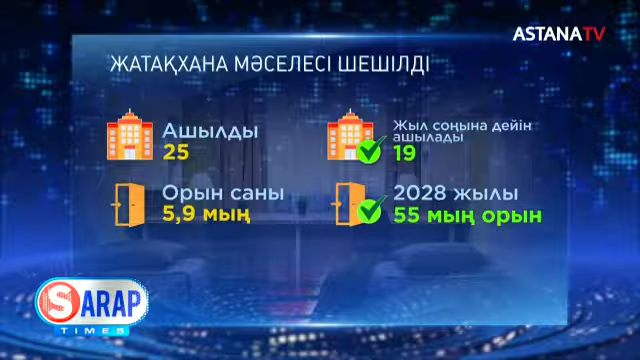 ASTANATV
ЖАТАҚХАНА МӘСЕЛЕСІ ШЕШІЛДІ
Ашылды
25
Жыл соңына дейін
ашылады
19
Орын саны
5,9 мың
2028 жылы
55 мың орын
SARAP
TIMES